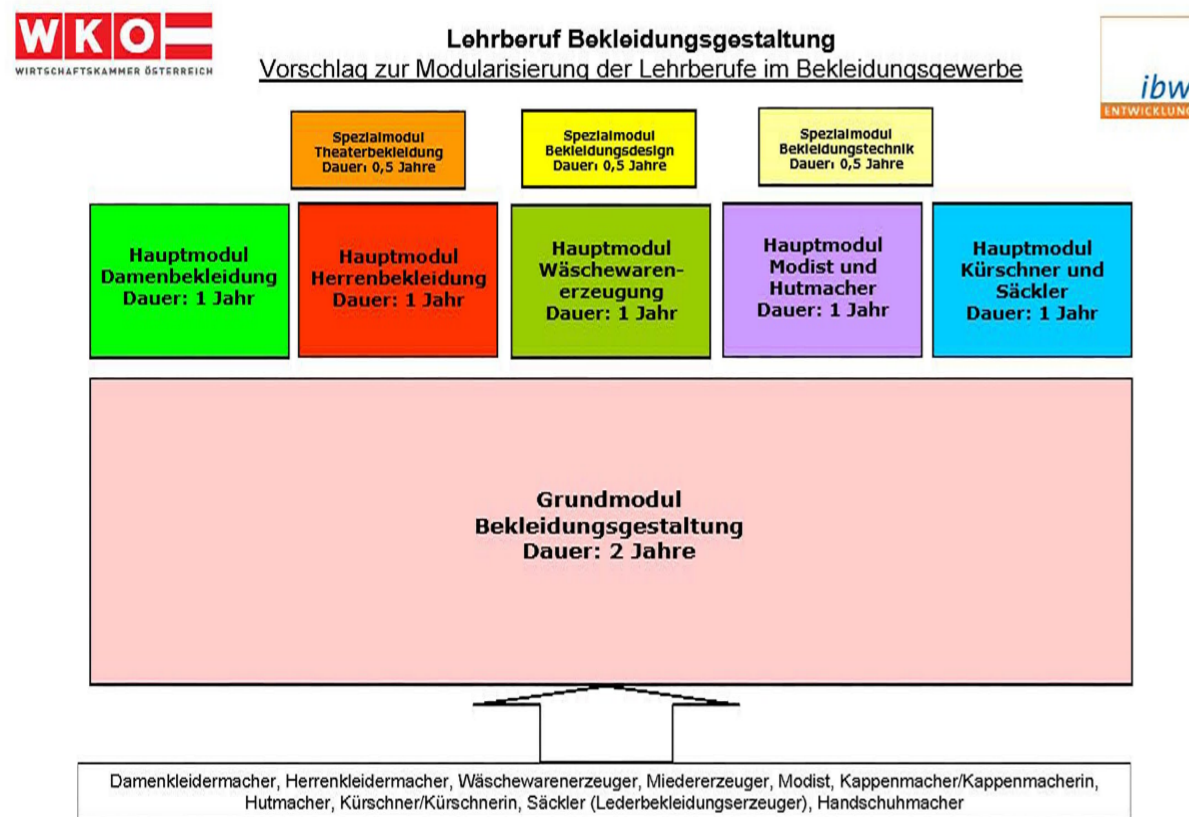 WKO
WIRTSCHAFTSKAMMER ÖSTERREICH
Lehrberuf Bekleidungsgestaltung
Vorschlag zur Modularisierung der Lehrberufe im Bekleidungsgewerbe
ibw
ENTWICKLUNG
Spezialmodul
Theaterbekleidung
Dauer: 0,5 Jahre
Spezialmodul
Bekleidungsdesign
Dauer: 0,5 Jahre
Spezialmodul
Bekleidungstechnik
Dauer: 0,5 Jahre
Hauptmodul
Damenbekleidung
Dauer: 1 Jahr
Hauptmodul
Herrenbekleidung
Dauer: 1 Jahr
Hauptmodul
Wäschewaren-
erzeugung
Dauer: 1 Jahr
Hauptmodul
Modist und
Hutmacher
Dauer: 1 Jahr
Hauptmodul
Kürschner und
Säckler
Dauer: 1 Jahr
Grundmodul
Bekleidungsgestaltung
Dauer: 2 Jahre
Damenkleidermacher, Herrenkleidermacher, Wäschewarenerzeuger, Miedererzeuger, Modist, Kappenmacher/Kappenmacherin,
Hutmacher, Kürschner/Kürschnerin, Säckler (Lederbekleidungserzeuger), Handschuhmacher